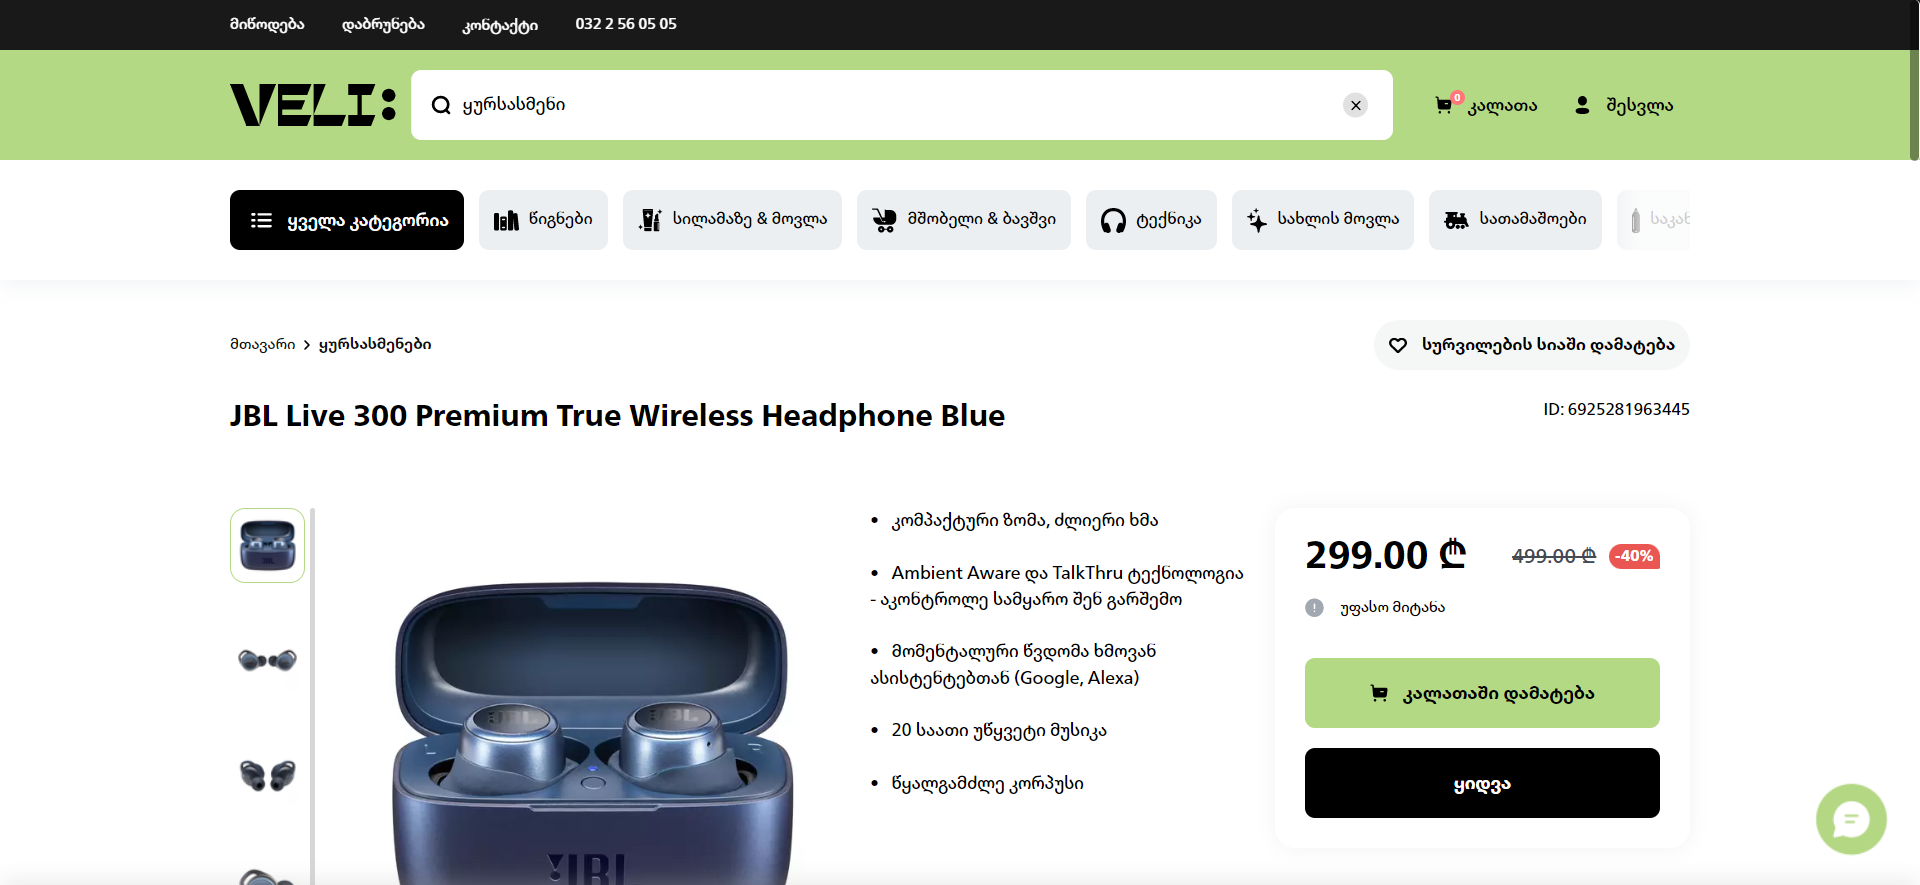 მიწოდება დაბრუნება კონტაქტი 032 2 56 05 05
VELI: ყურსასმენი 0 კალათა შესვლა
ყველა კატეგორია წიგნები სილამაზე & მოვლა მშობელი & ბავშვი ტექნიკა სახლის მოვლა სათამაშოები
მთავარი > ყურსასმენები სურვილების სიაში დამატება
JBL Live 300 Premium True Wireless Headphone Blue ID: 6925281963445
• კომპაქტური ზომა, ძლიერი ხმა
• Ambient Aware და TalkThru ტექნოლოგია
- აკონტროლე სამყარო შენ გარშემო
• მომენტალური წვდომა ხმოვან
ასისტენტებთან (Google, Alexa)
• 20 საათი უწყვეტი მუსიკა
• წყალგამძლე კორპუსი
299.00 ₾ 499.00 ₾ -40%
უფასო მიტანა
კალათაში დამატება
ყიდვა
JBL JBL
JBL